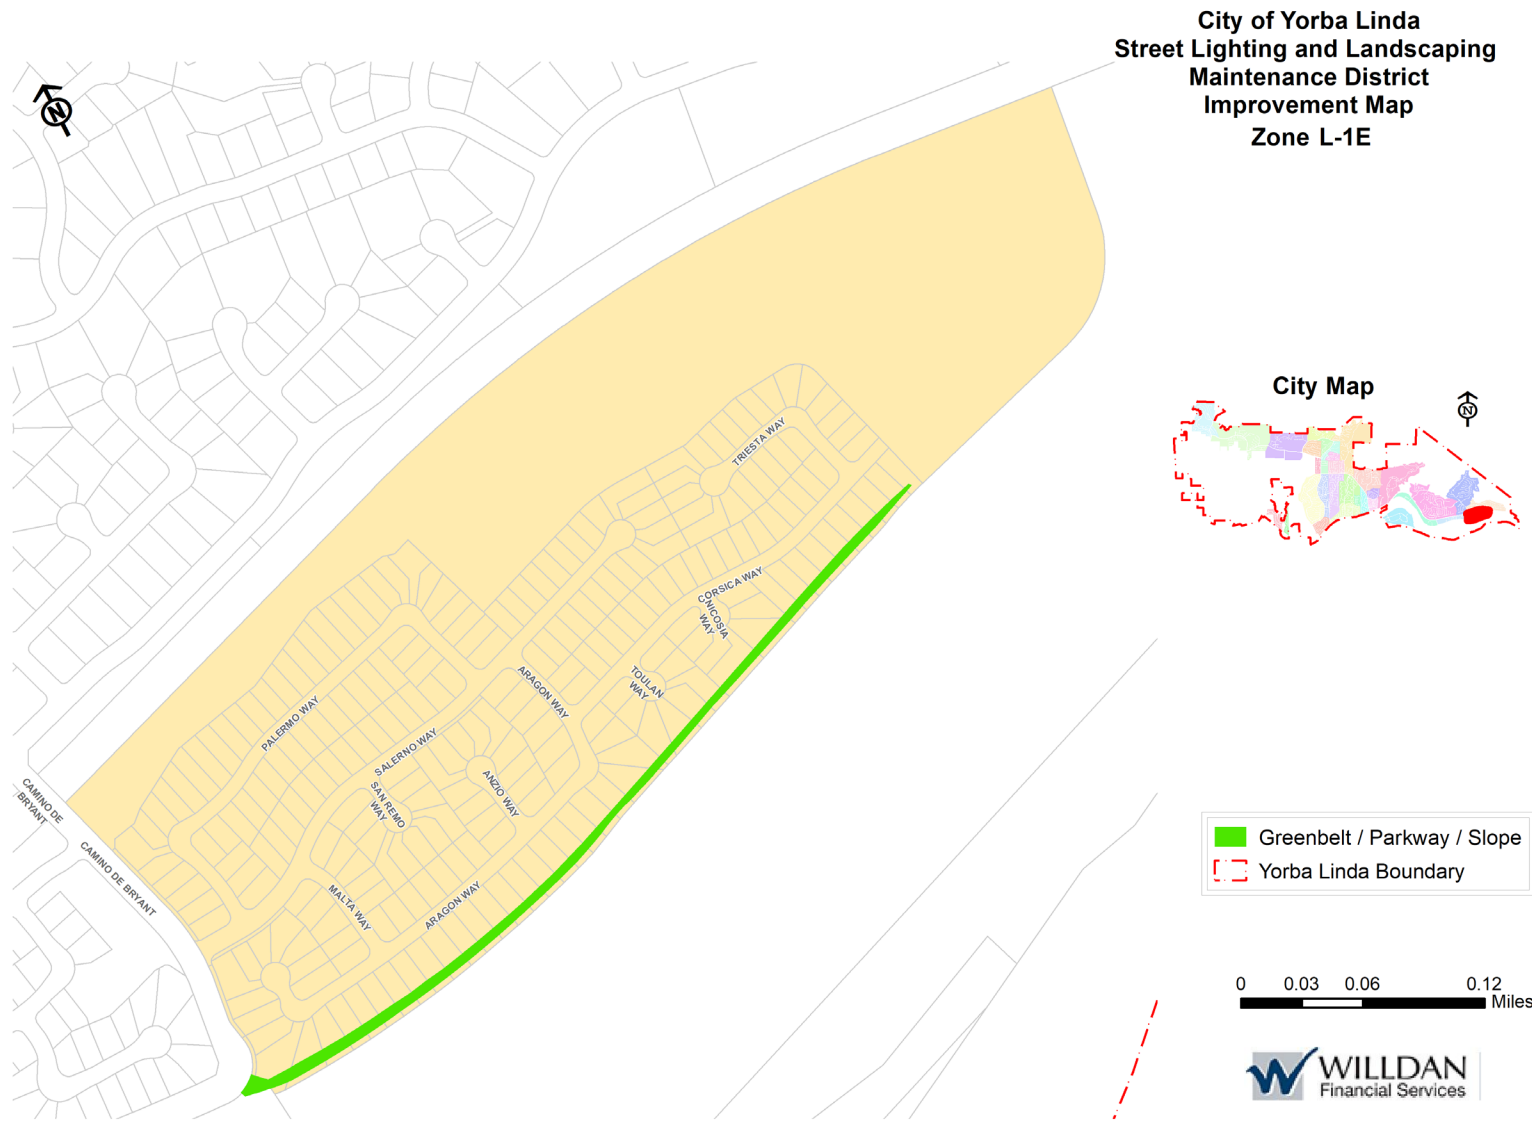 City of Yorba Linda
Street Lighting and Landscaping
Maintenance District
Improvement Map
Zone L-1E
N
City Map
N
TRIESTA WAY
CORSICA WAY
NICOSIA
WAY
TOULAN
WAY
ARAGON WAY
PALERMO WAY
SALERNO WAY
SAN REMO
WAY
ANZIO WAY
CAMINO DE
BRYANT
CAMINO DE BRYANT
MALTA WAY
ARAGON WAY
Greenbelt / Parkway / Slope
Yorba Linda Boundary
0 0.03 0.06 0.12
Miles
W WILLDAN
Financial Services